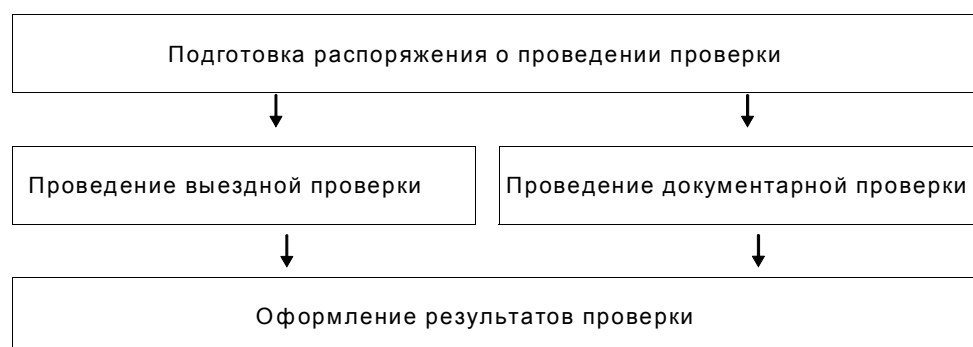 Подготовка распоряжения о проведении проверки
Проведение выездной проверки
Проведение документарной проверки
Оформление результатов проверки